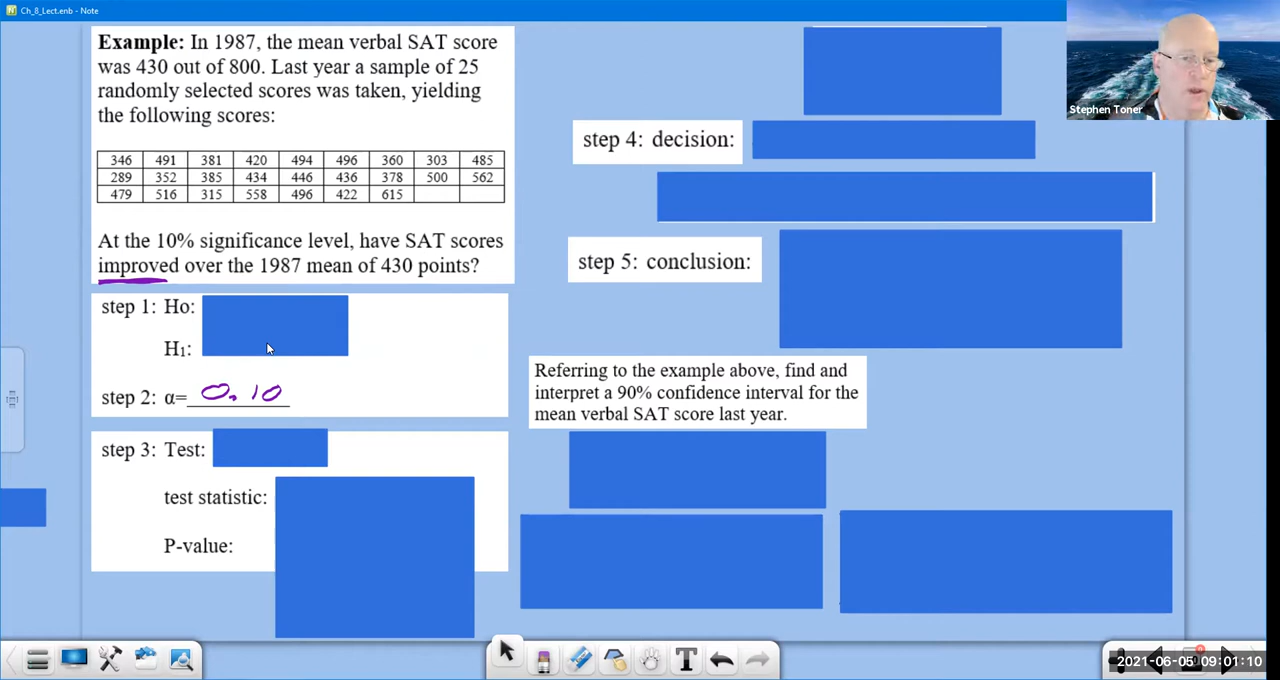 Ch_8_Lect.enb - Note
Example: In 1987, the mean verbal SAT score
was 430 out of 800. Last year a sample of 25
randomly selected scores was taken, yielding
the following scores:
346 491 381 420 494 496 360 303 485
289 352 385 434 446 436 378 500 562
479 516 315 558 496 422 615
At the 10% significance level, have SAT scores
improved over the 1987 mean of 430 points?
step 1: Ho:
H1:
step 2: α= 0.10
step 3: Test:
test statistic:
P-value:
step 4: decision:
step 5: conclusion:
Referring to the example above, find and
interpret a 90% confidence interval for the
mean verbal SAT score last year.
Stephen Toner
T
2021-06-05 09:01:10